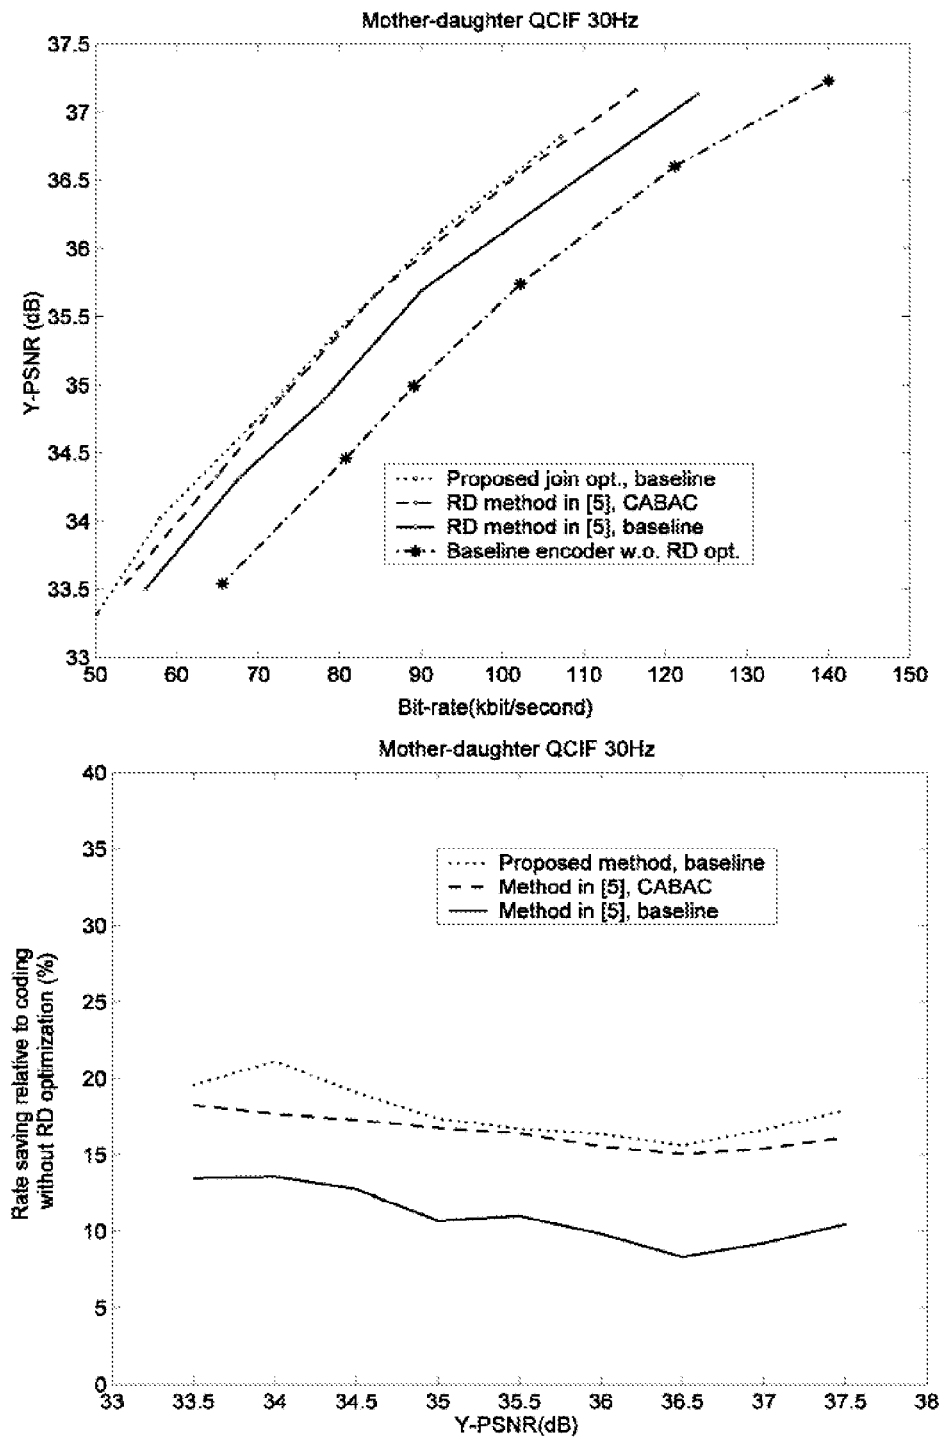 Mother-daughter QCIF 30Hz
37.5
37
36.5
36
35.5
35
34.5
34
33.5
33
Y-PSNR (dB)
Proposed join opt., baseline
RD method in [5], CABAC
RD method in [5], baseline
Baseline encoder w.o. RD opt.
50 60 70 80 90 100 110 120 130 140 150
Bit-rate(kbit/second)
Mother-daughter QCIF 30Hz
40
35
30
25
20
15
10
5
0
Rate saving relative to coding
without RD optimization (%)
Proposed method, baseline
Method in [5], CABAC
Method in [5], baseline
33 33.5 34 34.5 35 35.5 36 36.5 37 37.5 38
Y-PSNR(dB)